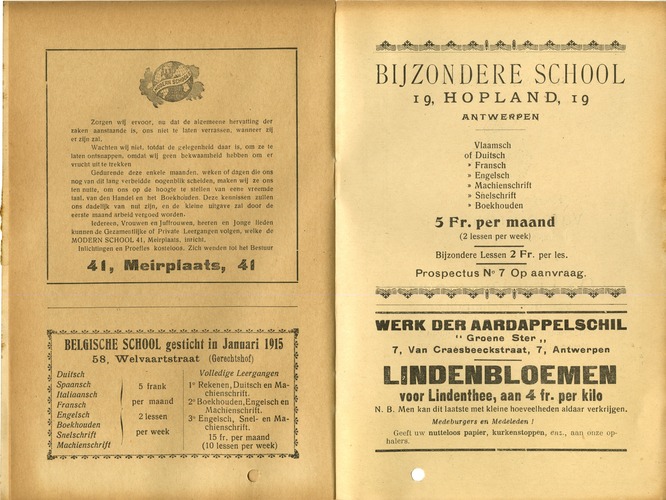 MODERN SCHOOL
Zorgen wij ervoor, nu dat de algemeene hervatting der
zaken aanstaande is, ons niet te laten verrassen, wanneer zij
er zijn zal.
Wachten wij niet, totdat de gelegenheid daar is, om ze te
laten ontsnappen, omdat wij geen bekwaamheid hebben om er
vrucht uit te trekken
Gedurende deze enkele maanden, weken of dagen die ons
nog van dit lang verbeidde oogenblik scheiden, maken wij ze ons
ten nutte, om ons op de hoogte te stellen van eene vreemde
taal, van den Handel en het Boekhouden. Deze kennissen zullen
ons dadelijk van nut zijn, en de kleine uitgave zal door de
eerste maand arbeid vergoed worden.
Iedereen, Vrouwen en Juffrouwen, heeren en Jonge lieden
kunnen de Gezamentlijke of Private Leergangen volgen, welke de
MODERN SCHOOL 41, Meirplaats, inricht.
Inlichtingen en Proefles kosteloos. Zich wenden tot het Bestuur
41, Meirplaats, 41
BELGISCHE SCHOOL gesticht in Januari 1915
58, Welvaartstraat (Gerechtshof)
Duitsch
Spaansch
Italiaansch
Fransch
Engelsch
Boekhouden
Snelschrift
Machienschrift
5 frank
per maand
2 lessen
per week
Volledige Leergangen
1e Rekenen, Duitsch en Ma-
chienschrift.
2e Boekhouden, Engelsch en
Machienschrift.
3e Engelsch, Snel- en Ma-
chienschrift.
15 fr. per maand
(10 lessen per week)
BIJZONDERE SCHOOL
19, HOPLAND, 19
ANTWERPEN
Vlaamsch
of Duitsch
» Fransch
» Engelsch
» Machienschrift
» Snelschrift
» Boekhouden
5 Fr. per maand
(2 lessen per week)
Bijzondere Lessen 2 Fr. per les.
Prospectus No 7 Op aanvraag.
WERK DER AARDAPPELSCHIL
" Groene Ster „
7, Van Craesbeeckstraat, 7, Antwerpen
LINDENBLOEMEN
voor Lindenthee, aan 4 fr. per kilo
N. B. Men kan dit laatste met kleine hoeveelheden aldaar verkrijgen.
Medeburgers en Medeleden !
Geeft uw nutteloos papier, kurkenstoppen, enz., aan onze op-
halers.